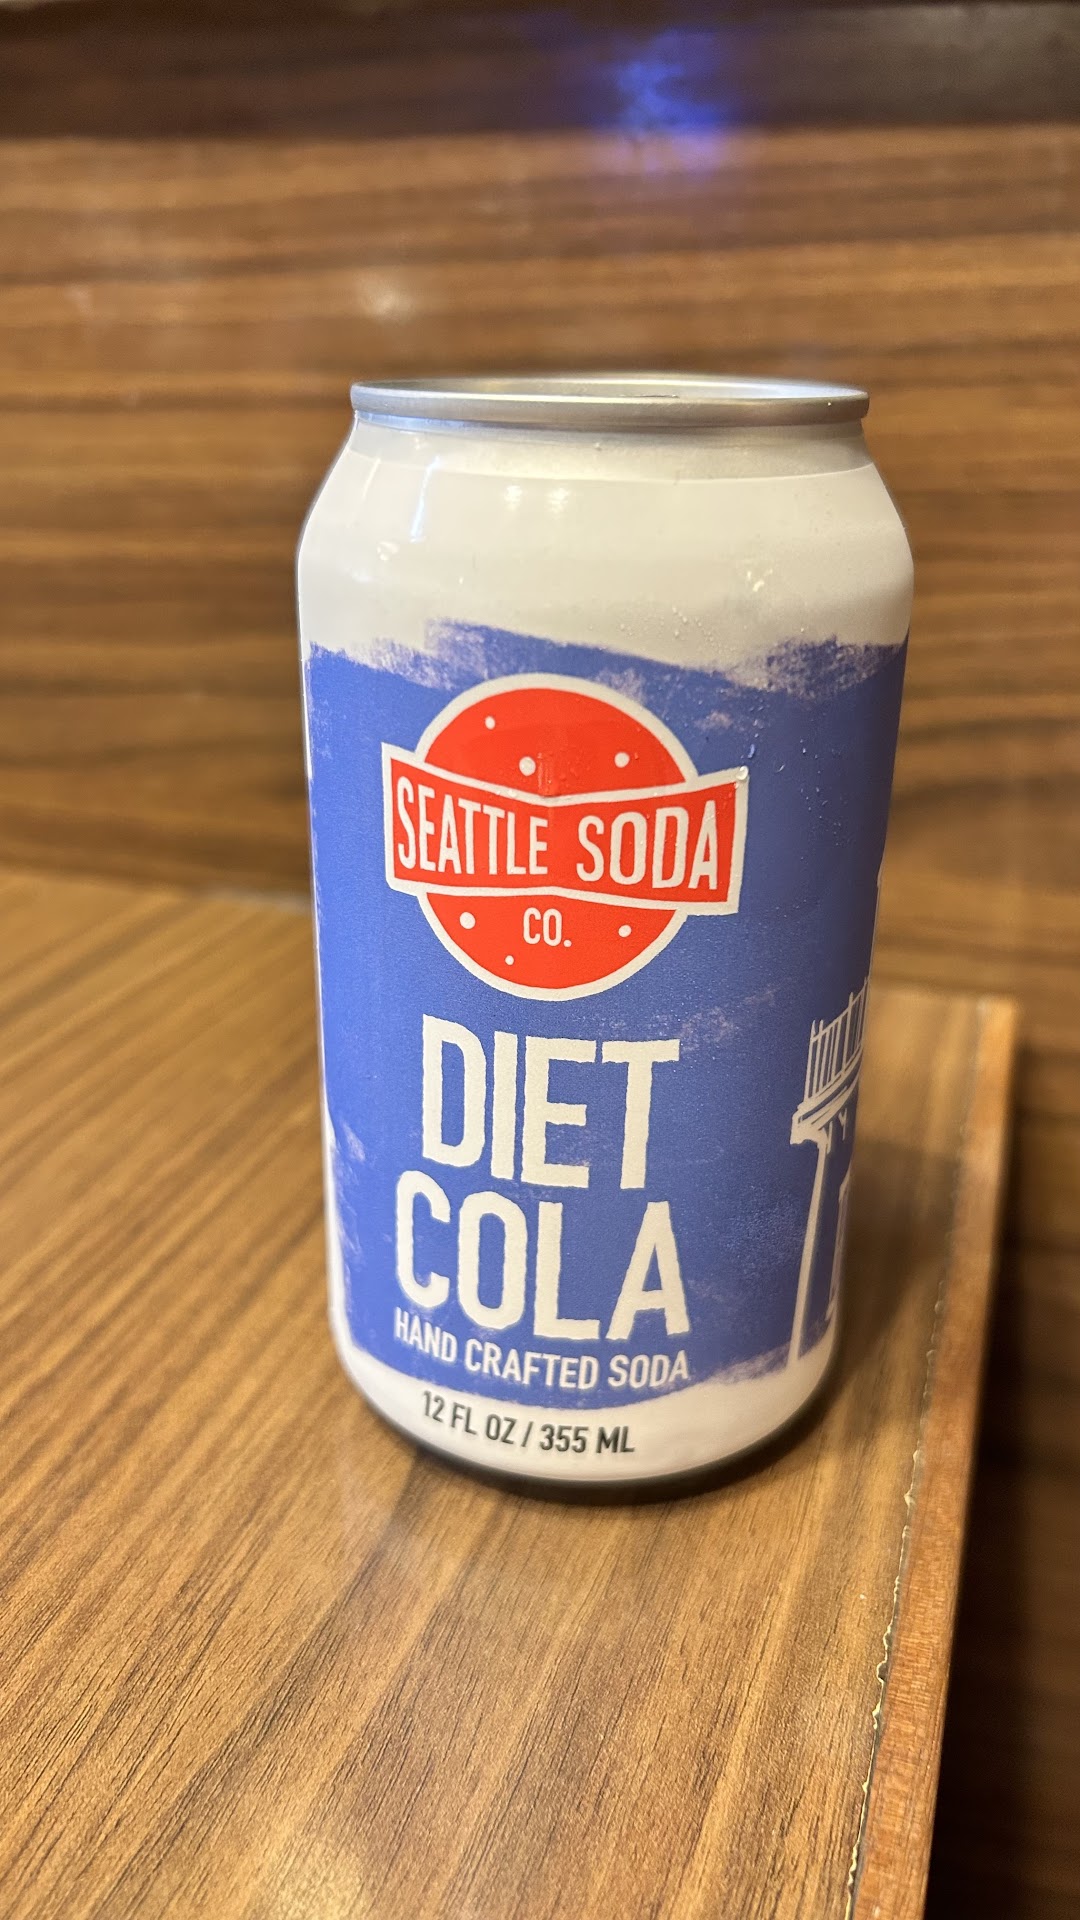 SEATTLE SODA
CO.
DIET
COLA
HAND CRAFTED SODA
12 FL OZ / 355 ML